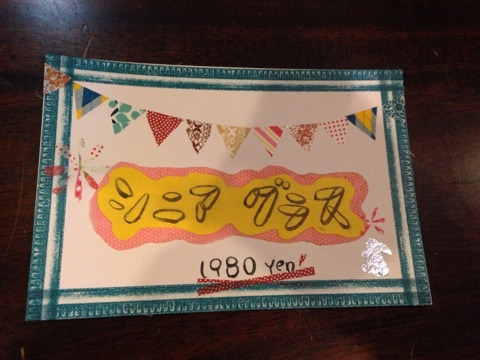 シニア グラス
1980 yen